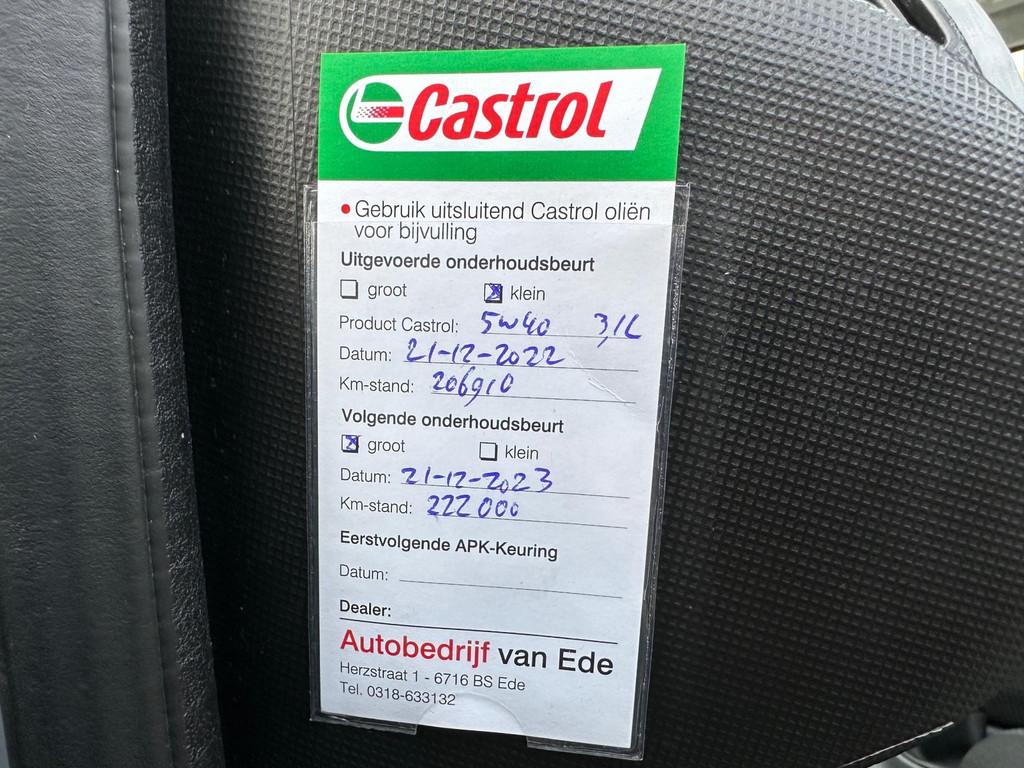 Castrol
• Gebruik uitsluitend Castrol oliën
voor bijvulling
Uitgevoerde onderhoudsbeurt
groot klein
Product Castrol: 5W40 3,1L
Datum: 21-12-2022
Km-stand: 206910
Volgende onderhoudsbeurt
groot klein
Datum: 21-12-2023
Km-stand: 222 000
Eerstvolgende APK-Keuring
Datum:
Dealer:
Autobedrijf van Ede
Herzstraat 1 - 6716 BS Ede
Tel. 0318-633132